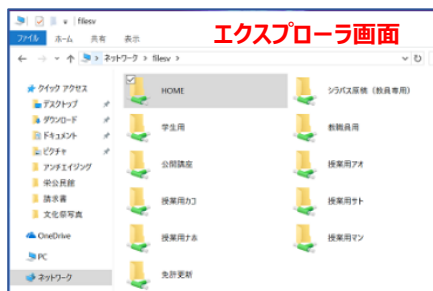 filesv
エクスプローラ画面
ファイル ホーム 共有 表示
ネットワーク > filesv >
クイック アクセス
デスクトップ
ダウンロード
ドキュメント
ピクチャ
アンチエイジング
栄公民館
請求書
文化祭写真
OneDrive
PC
ネットワーク
HOME
シラバス原稿（教員専用）
学生用
教職員用
公開講座
授業用アオ
授業用カコ
授業用サト
授業用ナホ
授業用マン
免許更新